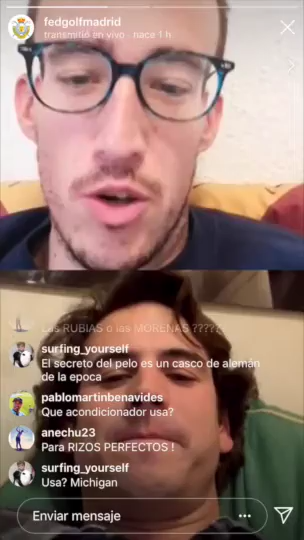 fedgolfmadrid
transmitió en vivo · hace 1 h
Las RUBIAS o las MORENAS ??????
surfing_yourself
El secreto del pelo es un casco de alemán
de la epoca
pablomartinbenavides
Que acondicionador usa?
anechu23
Para RIZOS PERFECTOS !
surfing_yourself
Usa? Michigan
Enviar mensaje